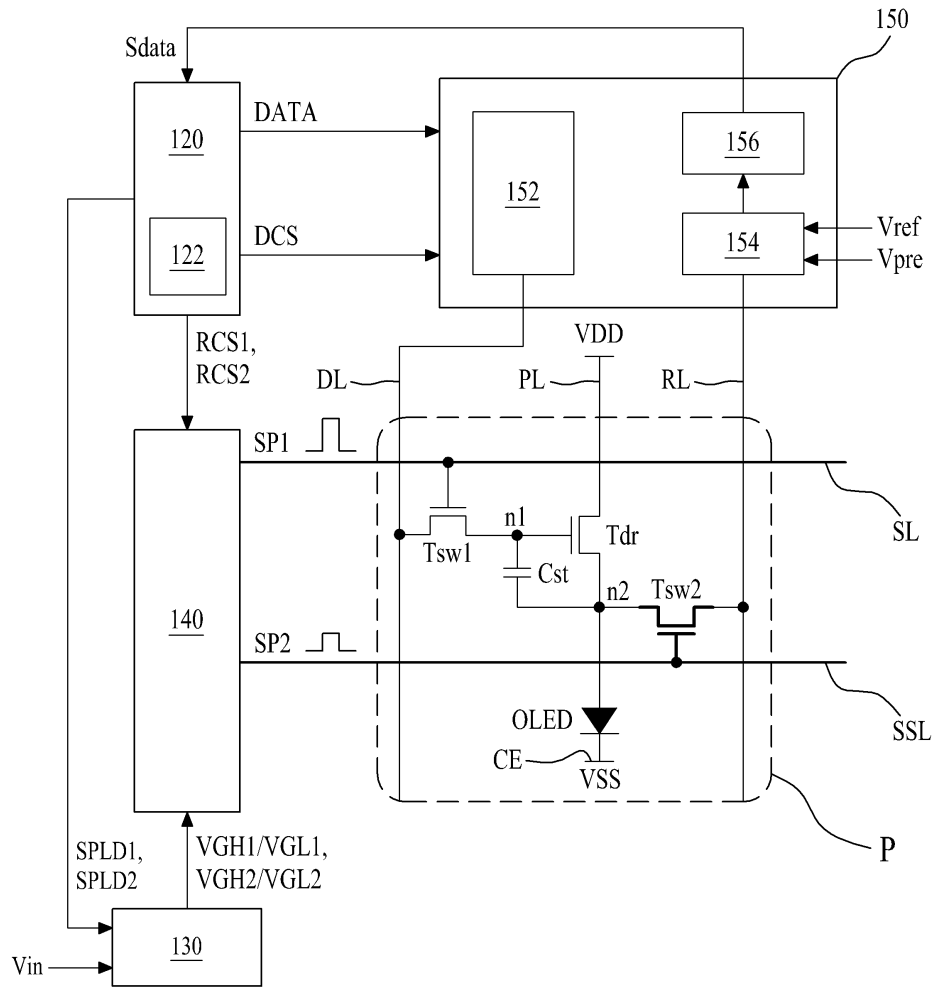 150
Sdata
DATA
120
156
152
Vref
154
DCS
122
Vpre
RCS1,
RCS2
VDD
DL
PL
RL
SP1
SL
n1
Tdr
Tsw1
Cst
n2
Tsw2
140
SP2
OLED
SSL
CE
VSS
P
SPLD1,
SPLD2
VGH1/VGL1,
VGH2/VGL2
130
Vin